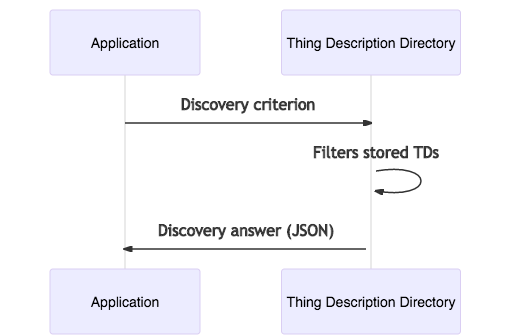 Application
Thing Description Directory
Discovery criterion
Filters stored TDs
Discovery answer (JSON)
Application
Thing Description Directory